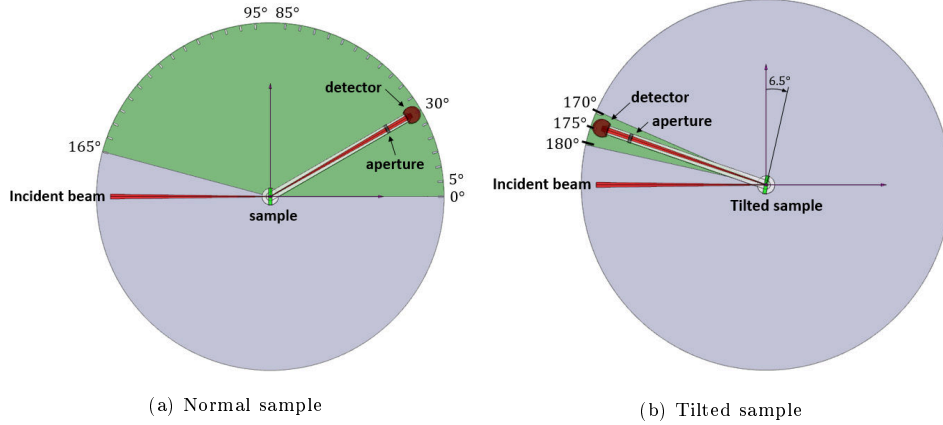 95° 85°
detector
30°
aperture
165°
5°
0°
Incident beam
sample
(a) Normal sample
6.5°
170°
detector
175°
aperture
180°
Incident beam
Tilted sample
(b) Tilted sample